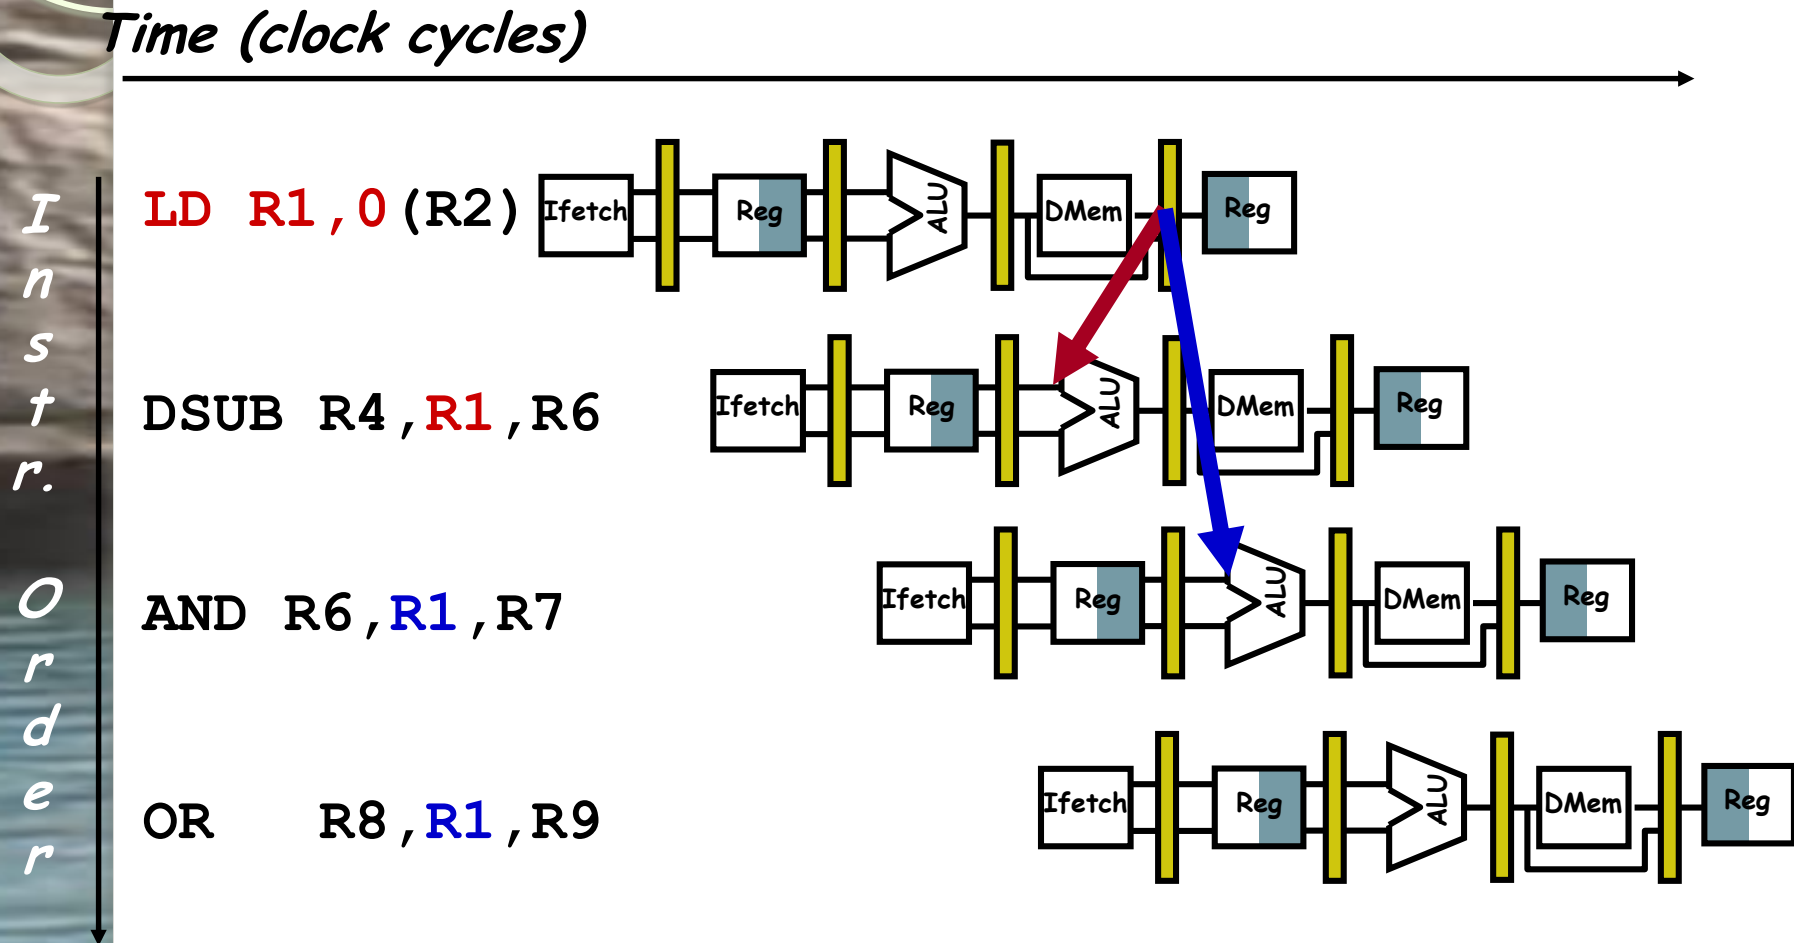 Time (clock cycles)
Instr. Order
LD R1,0(R2)
Ifetch Reg ALU DMem Reg
DSUB R4,R1,R6
Ifetch Reg ALU DMem Reg
AND R6,R1,R7
Ifetch Reg ALU DMem Reg
OR R8,R1,R9
Ifetch Reg ALU DMem Reg